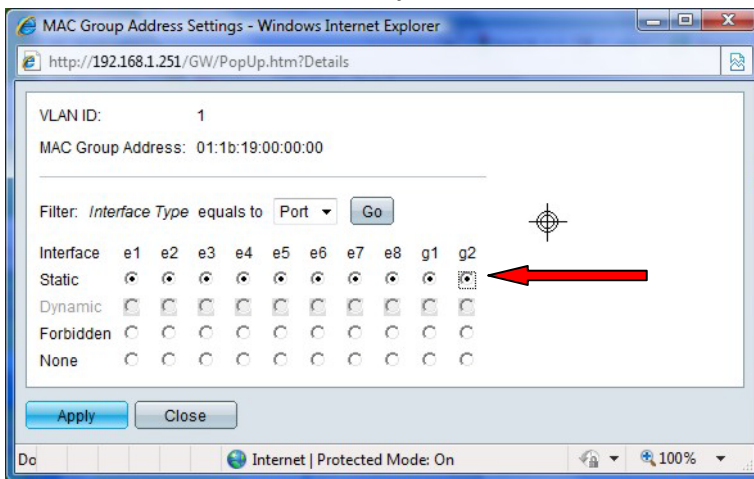 MAC Group Address Settings - Windows Internet Explorer
http://192.168.1.251/GW/PopUp.htm?Details
VLAN ID: 1
MAC Group Address: 01:1b:19:00:00:00
Filter: Interface Type equals to Port Go
Interface e1 e2 e3 e4 e5 e6 e7 e8 g1 g2
Static
Dynamic
Forbidden
None
Apply Close
Do Internet | Protected Mode: On 100%